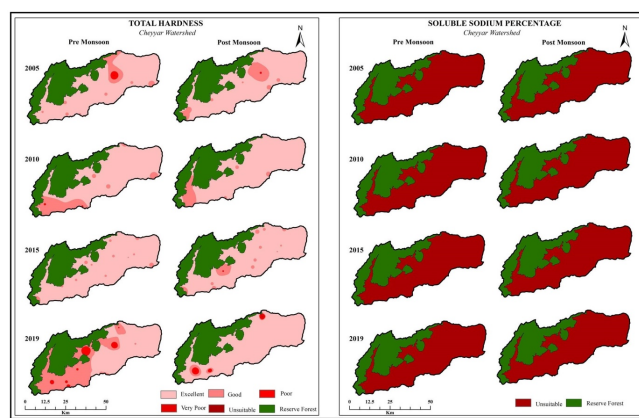 TOTAL HARDNESS
Cheyyar Watershed
N
Pre Monsoon
Post Monsoon
2005
2010
2015
2019
Excellent
Good
Poor
Very Poor
Unsuitable
Reserve Forest
0 12.5 25 50
Km
SOLUBLE SODIUM PERCENTAGE
Cheyyar Watershed
N
Pre Monsoon
Post Monsoon
2005
2010
2015
2019
Unsuitable
Reserve Forest
0 12.5 25 50
Km